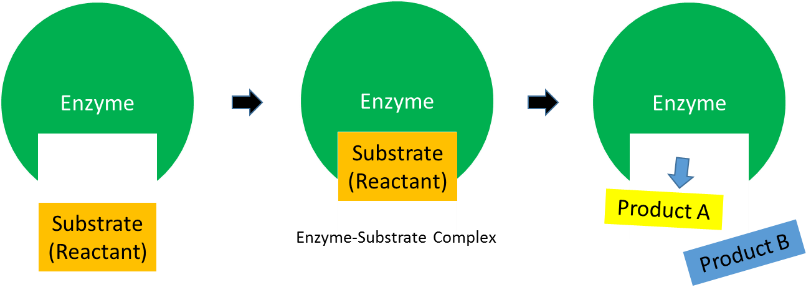 Enzyme
Substrate
(Reactant)
Enzyme
Substrate
(Reactant)
Enzyme-Substrate Complex
Enzyme
Product A
Product B